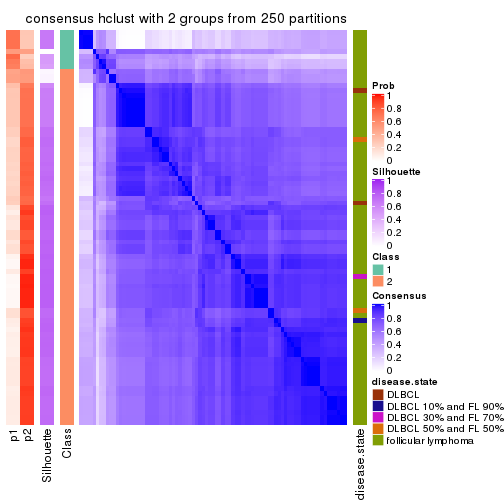 consensus hclust with 2 groups from 250 partitions
Prob
1
0.8
0.6
0.4
0.2
0
Silhouette
1
0.8
0.6
0.4
0.2
0
Class
1
2
Consensus
1
0.8
0.6
0.4
0.2
0
disease.state
DLBCL
DLBCL 10% and FL 90%
DLBCL 30% and FL 70%
DLBCL 50% and FL 50%
follicular lymphoma
p1
p2
Silhouette
Class
disease.state